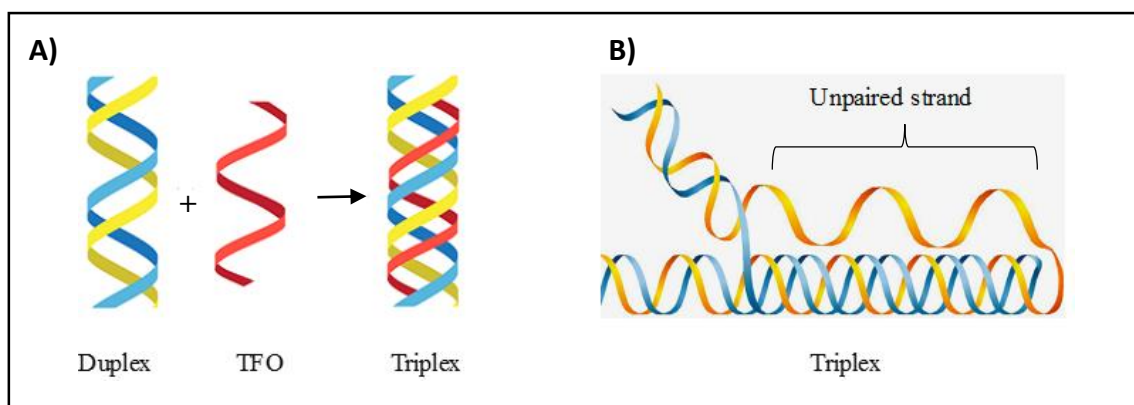 A)
B)
Unpaired strand
+
Duplex
TFO
Triplex
Triplex